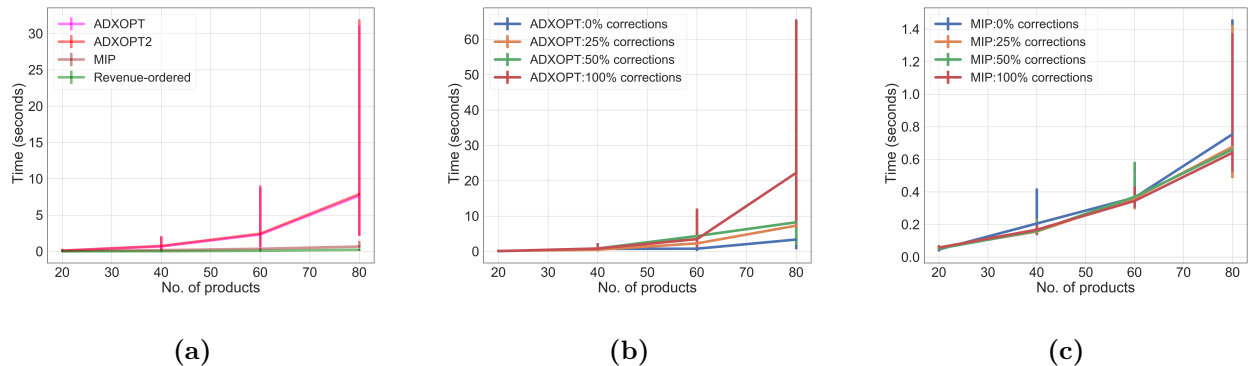 ADXOPT
ADXOPT2
MIP
Revenue-ordered
30
25
20
15
10
5
0
Time (seconds)
20 30 40 50 60 70 80
No. of products
(a)
ADXOPT:0% corrections
ADXOPT:25% corrections
ADXOPT:50% corrections
ADXOPT:100% corrections
60
50
40
30
20
10
0
Time (seconds)
20 30 40 50 60 70 80
No. of products
(b)
MIP:0% corrections
MIP:25% corrections
MIP:50% corrections
MIP:100% corrections
1.4
1.2
1.0
0.8
0.6
0.4
0.2
0.0
Time (seconds)
20 30 40 50 60 70 80
No. of products
(c)